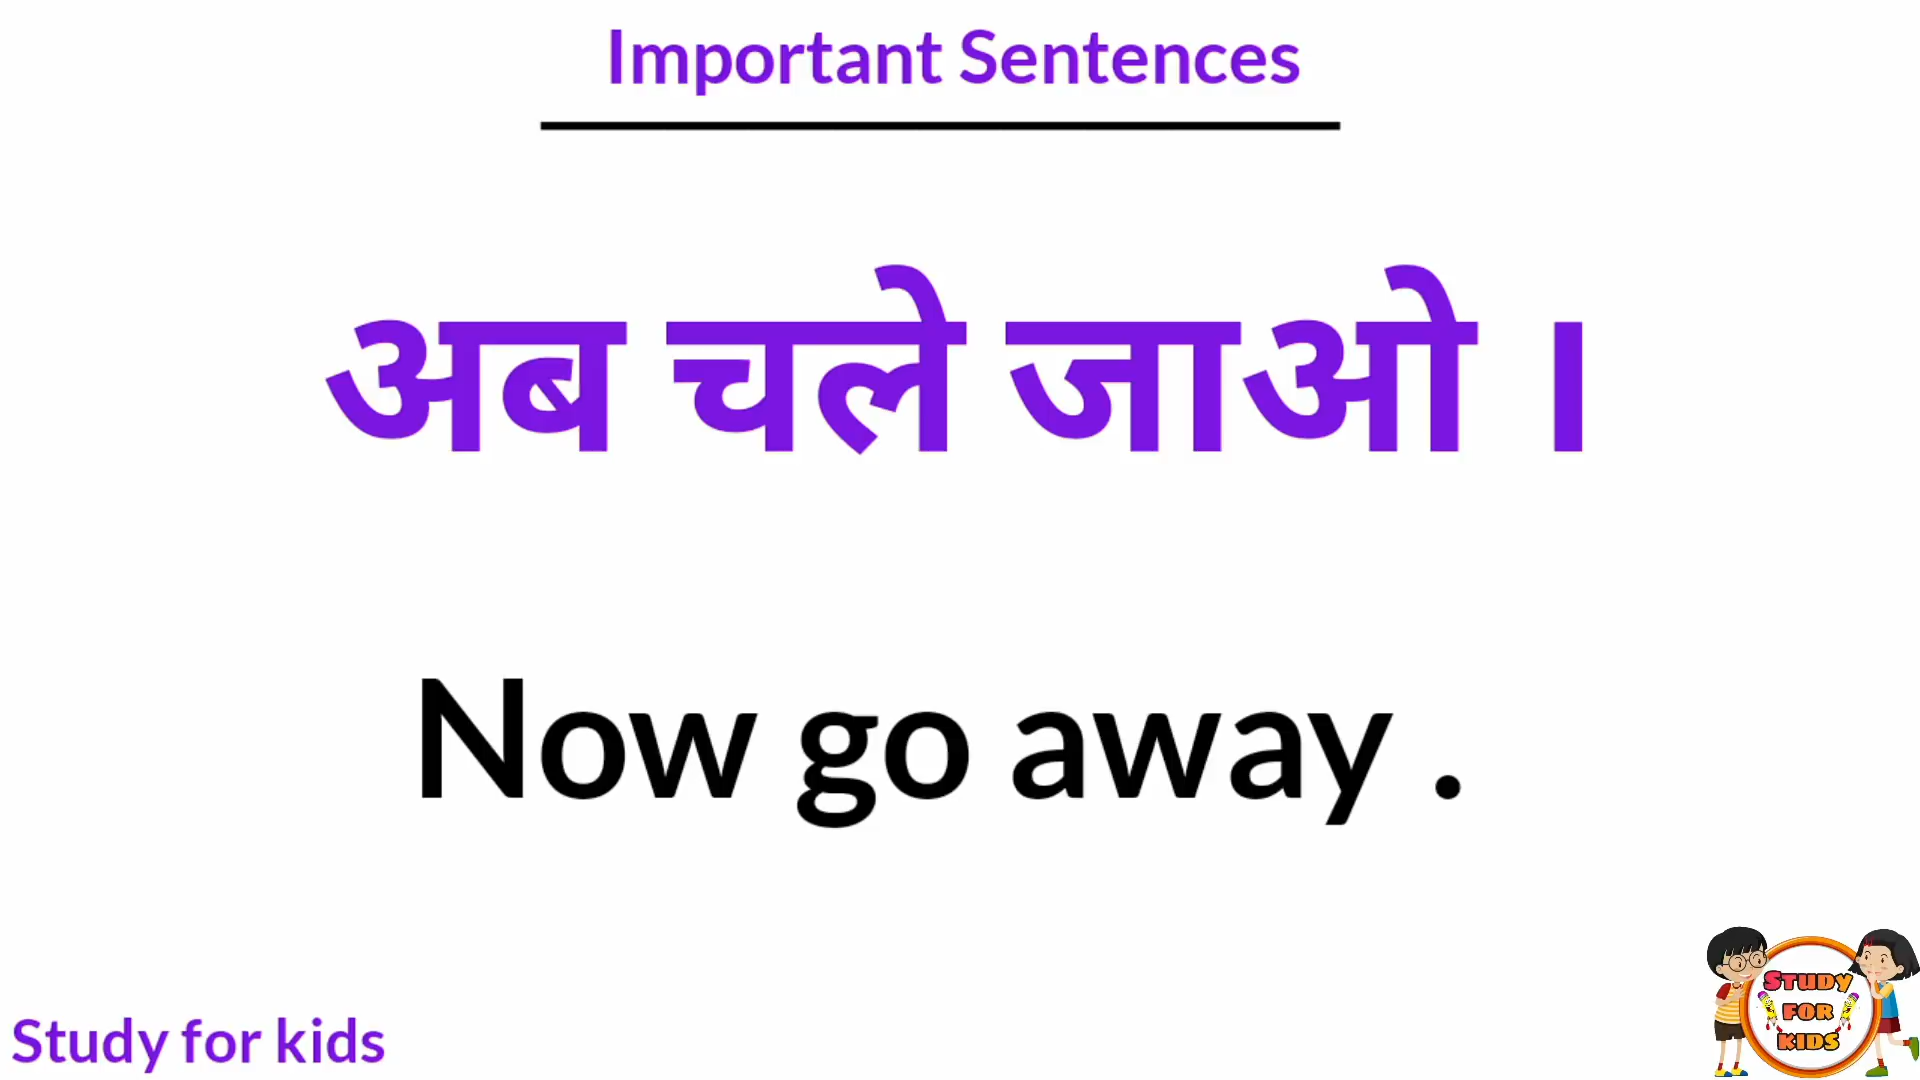 Important Sentences
अब चले जाओ ।
Now go away .
Study for kids
STUDY
FOR
KIDS